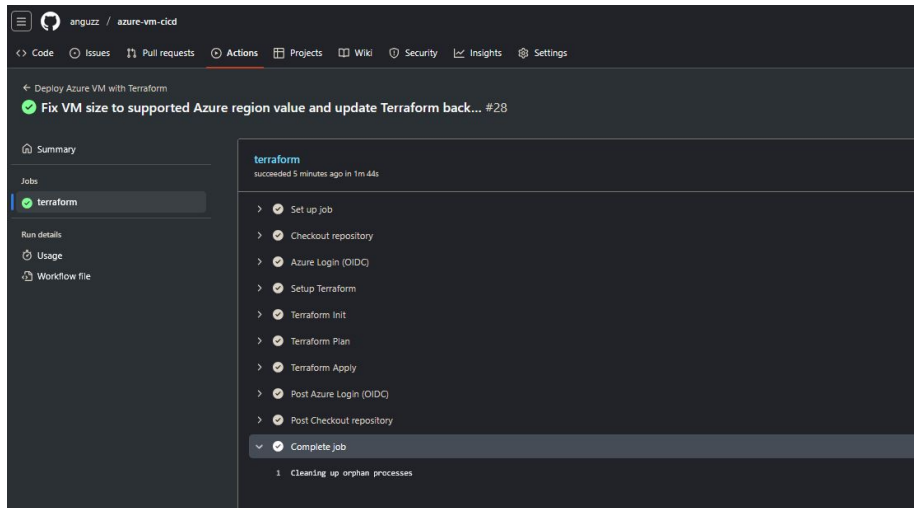 anguzz / azure-vm-cicd
<> Code Issues Pull requests Actions Projects Wiki Security Insights Settings
← Deploy Azure VM with Terraform
Fix VM size to supported Azure region value and update Terraform back... #28
Summary
Jobs
terraform
Run details
Usage
Workflow file
terraform
succeeded 5 minutes ago in 1m 44s
Set up job
Checkout repository
Azure Login (OIDC)
Setup Terraform
Terraform Init
Terraform Plan
Terraform Apply
Post Azure Login (OIDC)
Post Checkout repository
Complete job
1 Cleaning up orphan processes